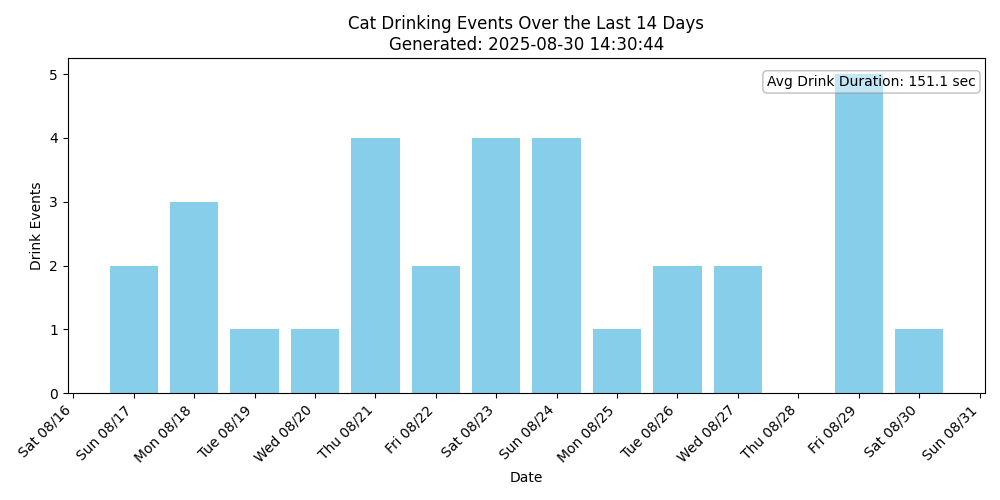 Cat Drinking Events Over the Last 14 Days
Generated: 2025-08-30 14:30:44
Avg Drink Duration: 151.1 sec
Drink Events
5
4
3
2
1
0
Sat 08/16
Sun 08/17
Mon 08/18
Tue 08/19
Wed 08/20
Thu 08/21
Fri 08/22
Sat 08/23
Sun 08/24
Mon 08/25
Tue 08/26
Wed 08/27
Thu 08/28
Fri 08/29
Sat 08/30
Sun 08/31
Date